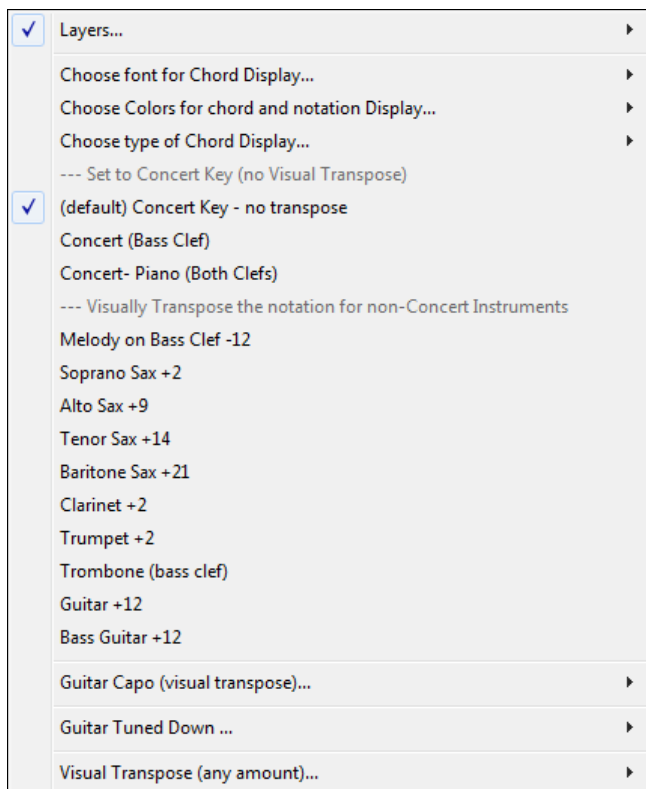 Layers...
Choose font for Chord Display...
Choose Colors for chord and notation Display...
Choose type of Chord Display...
--- Set to Concert Key (no Visual Transpose)
(default) Concert Key - no transpose
Concert (Bass Clef)
Concert- Piano (Both Clefs)
--- Visually Transpose the notation for non-Concert Instruments
Melody on Bass Clef -12
Soprano Sax +2
Alto Sax +9
Tenor Sax +14
Baritone Sax +21
Clarinet +2
Trumpet +2
Trombone (bass clef)
Guitar +12
Bass Guitar +12
Guitar Capo (visual transpose)...
Guitar Tuned Down ...
Visual Transpose (any amount)...